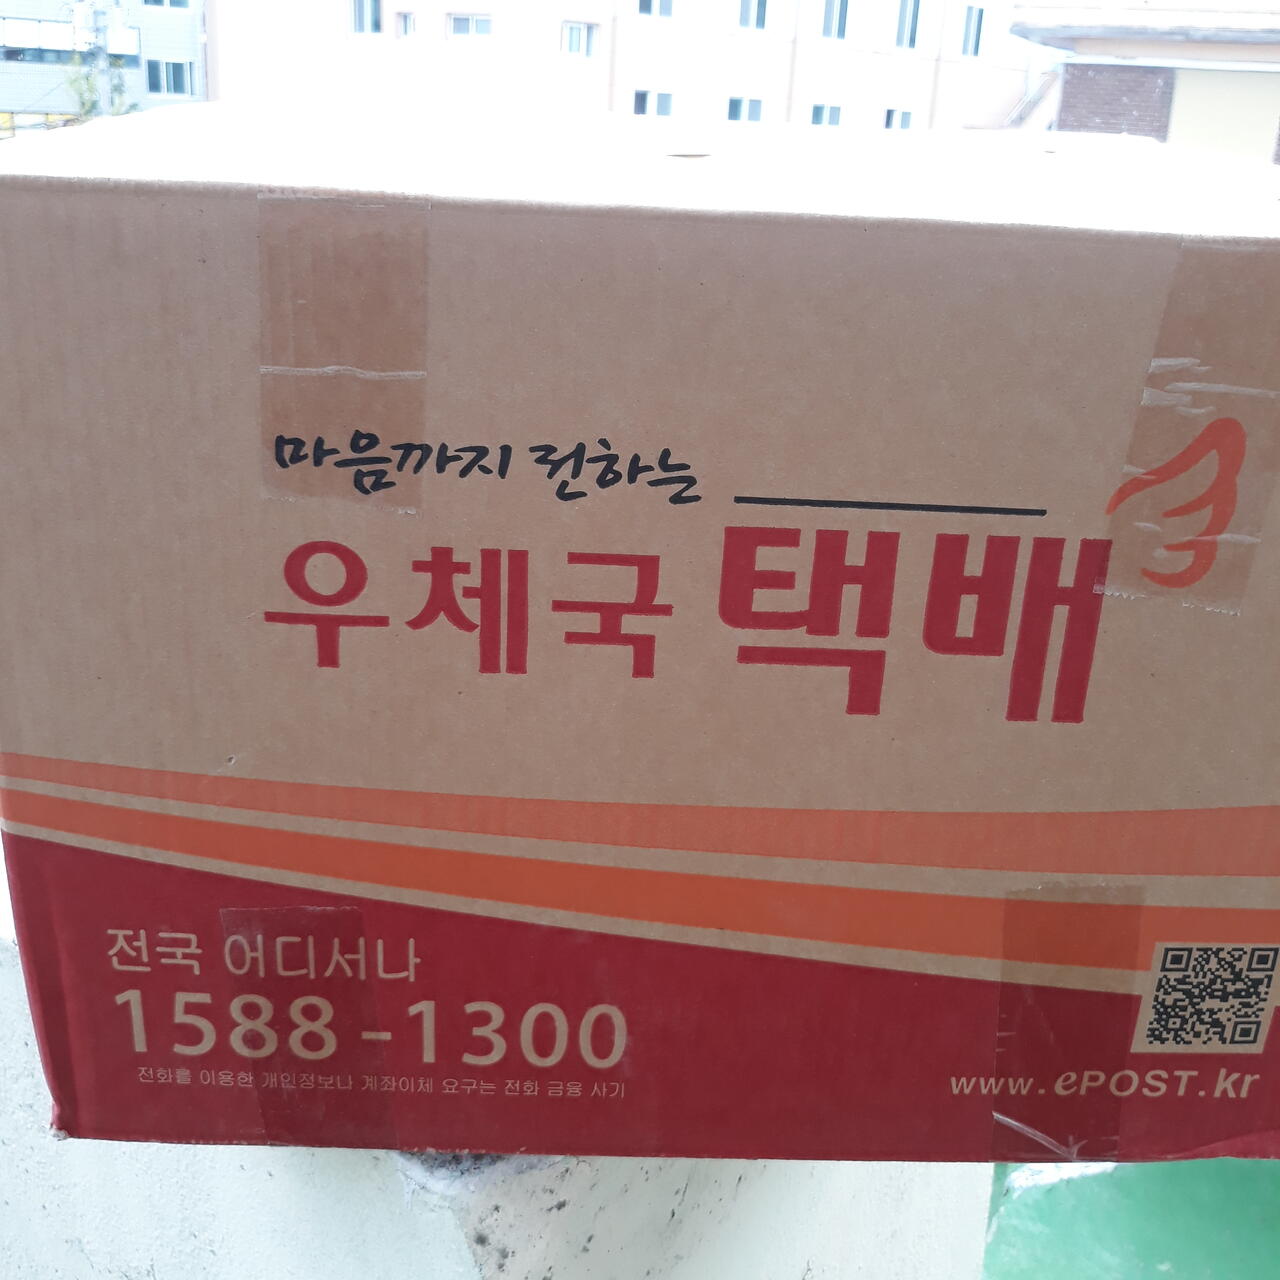 마음까지 전하는
우체국 택배
전국 어디서나
1588-1300
전화를 이용한 개인정보나 계좌이체 요구는 전화 금융 사기
www.ePOST.kr